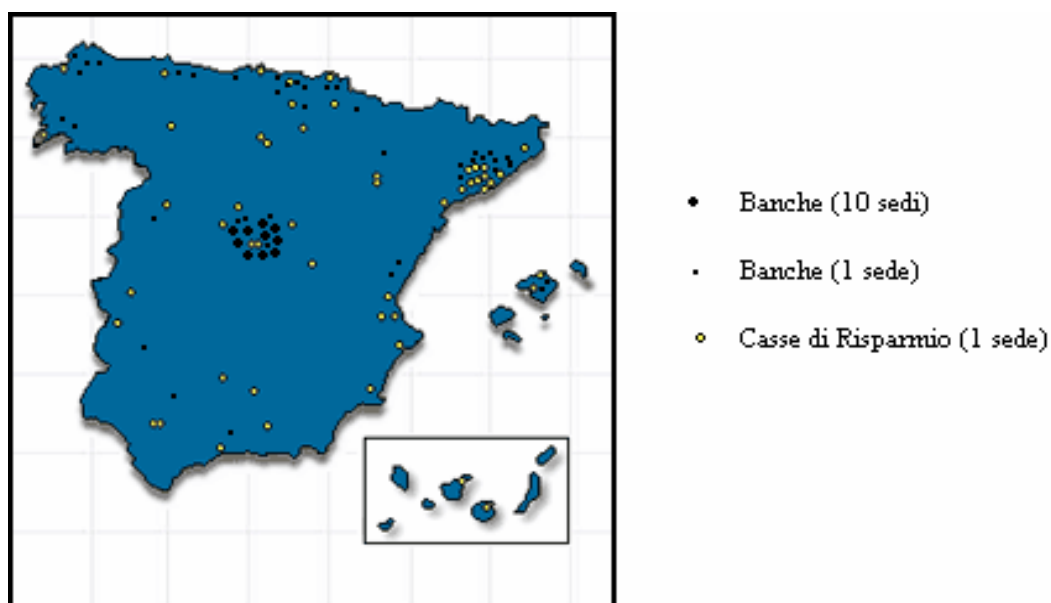 Banche (10 sedi)
Banche (1 sede)
Casse di Risparmio (1 sede)